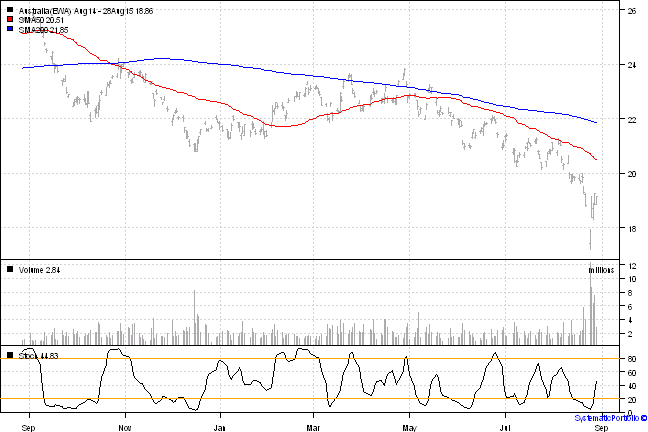 Australia(EWA) Aug14 - 28Aug15 18.86
SMA50 20.51
SMA200 21.85
26
24
22
20
18
Volume 2.84
millions
12
10
8
6
4
2
Stock 44.83
80
60
40
20
0
Sep
Nov
Jan
Mar
May
Jul
Sep
SystematicPortfolio ©